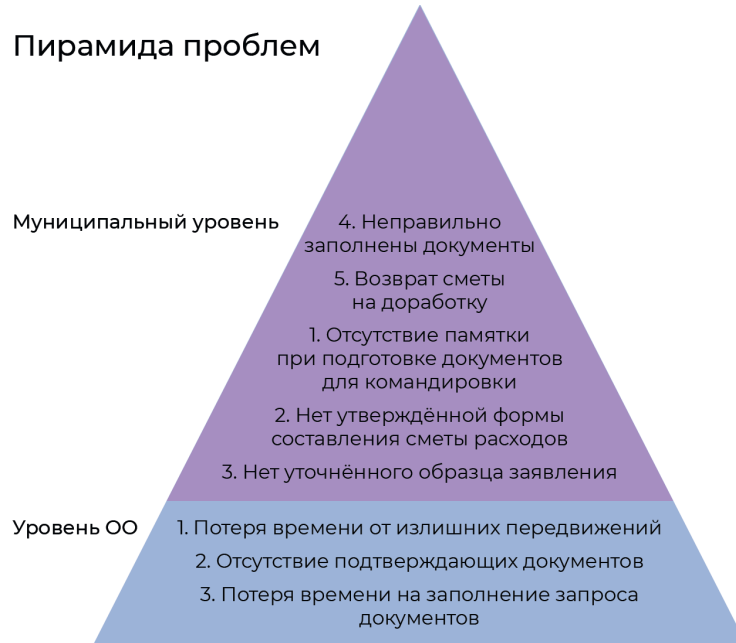 Пирамида проблем
Муниципальный уровень
4. Неправильно
заполнены документы
5. Возврат сметы
на доработку
1. Отсутствие памятки
при подготовке документов
для командировки
2. Нет утверждённой формы
составления сметы расходов
3. Нет уточнённого образца заявления
Уровень ОО
1. Потеря времени от излишних передвижений
2. Отсутствие подтверждающих документов
3. Потеря времени на заполнение запроса
документов